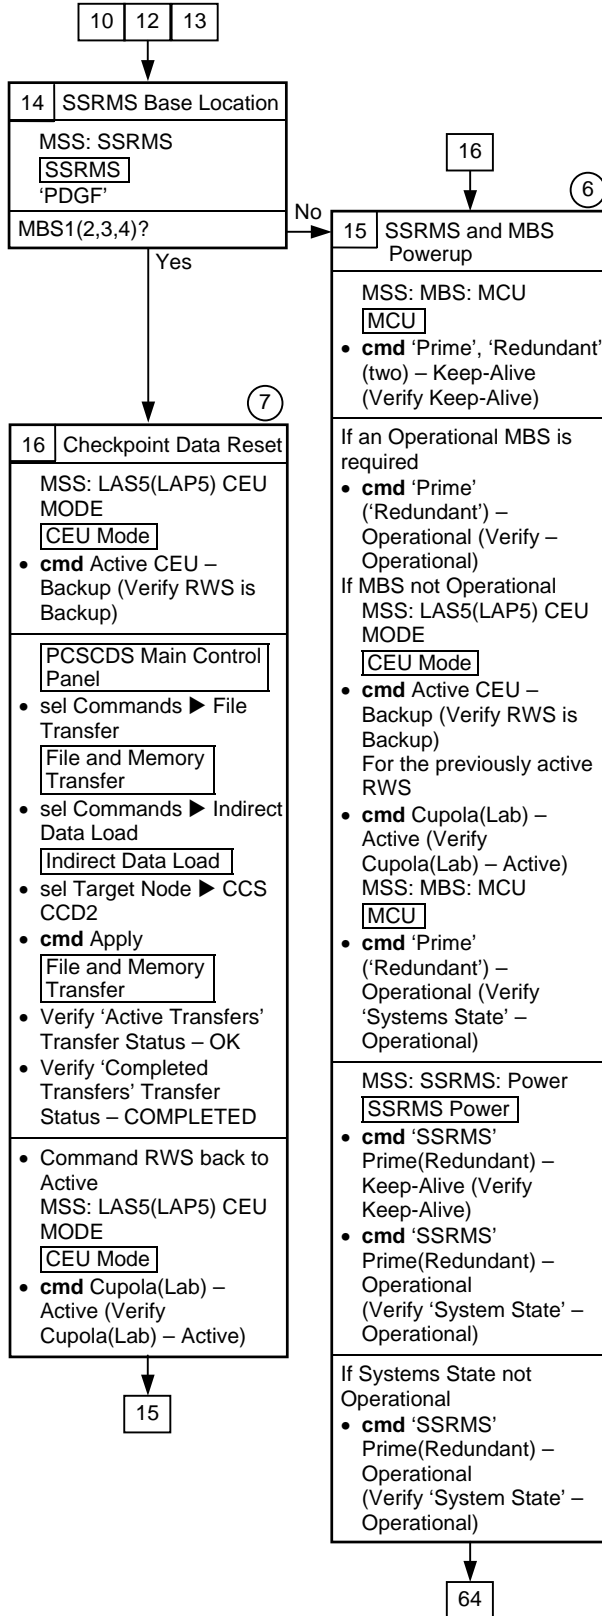 10 12 13
14 SSRMS Base Location
MSS: SSRMS
SSRMS
‘PDGF’
MBS1(2,3,4)?
No
Yes
7
16 Checkpoint Data Reset
MSS: LAS5(LAP5) CEU
MODE
CEU Mode
• cmd Active CEU –
Backup (Verify RWS is
Backup)
PCSCDS Main Control
Panel
• sel Commands ▶ File
Transfer
File and Memory
Transfer
• sel Commands ▶ Indirect
Data Load
Indirect Data Load
• sel Target Node ▶ CCS
CCD2
• cmd Apply
File and Memory
Transfer
• Verify ‘Active Transfers’
Transfer Status – OK
• Verify ‘Completed
Transfers’ Transfer
Status – COMPLETED
• Command RWS back to
Active
MSS: LAS5(LAP5) CEU
MODE
CEU Mode
• cmd Cupola(Lab) –
Active (Verify
Cupola(Lab) – Active)
15
16
6
15 SSRMS and MBS
Powerup
MSS: MBS: MCU
MCU
• cmd ‘Prime’, ‘Redundant’
(two) – Keep-Alive
(Verify Keep-Alive)
If an Operational MBS is
required
• cmd ‘Prime’
(‘Redundant’) –
Operational (Verify –
Operational)
If MBS not Operational
MSS: LAS5(LAP5) CEU
MODE
CEU Mode
• cmd Active CEU –
Backup (Verify RWS is
Backup)
For the previously active
RWS
• cmd Cupola(Lab) –
Active (Verify
Cupola(Lab) – Active)
MSS: MBS: MCU
MCU
• cmd ‘Prime’
(‘Redundant’) –
Operational (Verify
‘Systems State’ –
Operational)
MSS: SSRMS: Power
SSRMS Power
• cmd ‘SSRMS’
Prime(Redundant) –
Keep-Alive (Verify
Keep-Alive)
• cmd ‘SSRMS’
Prime(Redundant) –
Operational
(Verify ‘System State’ –
Operational)
If Systems State not
Operational
• cmd ‘SSRMS’
Prime(Redundant) –
Operational
(Verify ‘System State’ –
Operational)
64